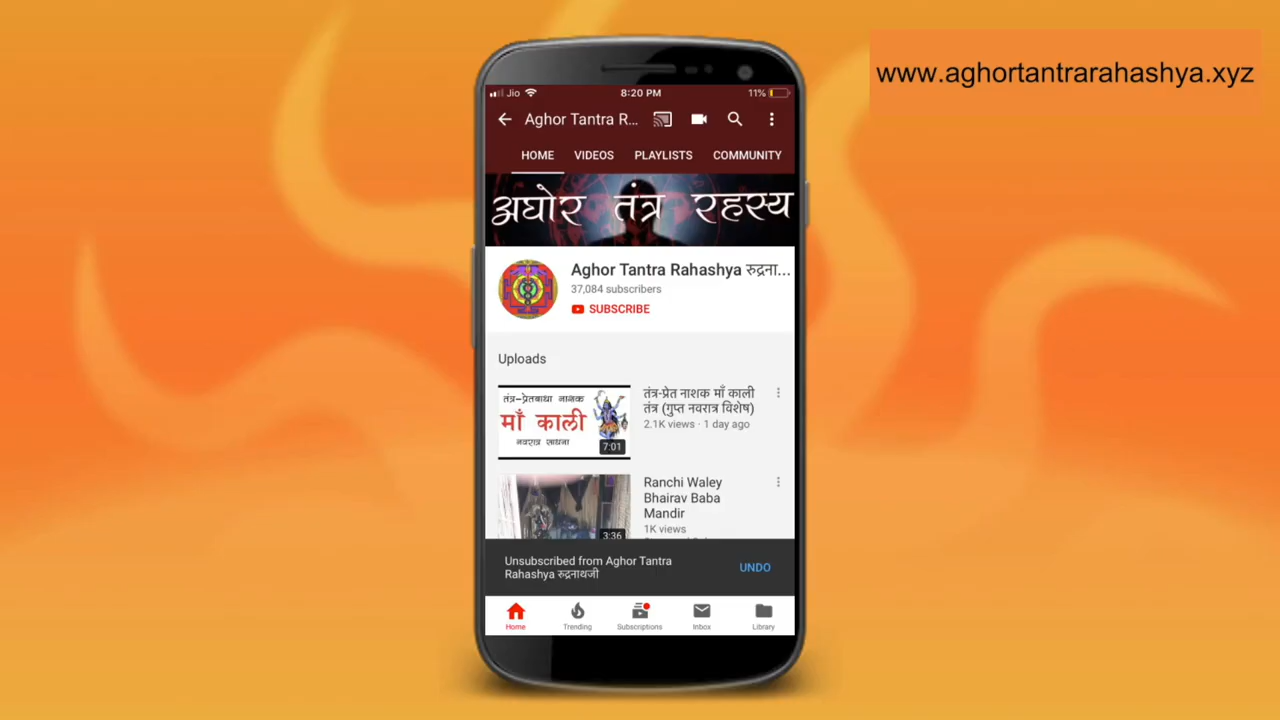 www.aghortantrarahashya.xyz
Jio
8:20 PM
11%
Aghor Tantra R...
HOME VIDEOS PLAYLISTS COMMUNITY
अघोर तंत्र रहस्य
Aghor Tantra Rahashya रुद्रना...
37,084 subscribers
SUBSCRIBE
Uploads
तंत्र-प्रेतबाधा नाशक
माँ काली
नवरात्र साधना
7:01
तंत्र-प्रेत नाशक माँ काली
तंत्र (गुप्त नवरात्र विशेष)
2.1K views · 1 day ago
3:36
Ranchi Waley
Bhairav Baba
Mandir
1K views
Unsubscribed from Aghor Tantra
Rahashya रुद्रनाथजी
UNDO
Home Trending Subscriptions Inbox Library